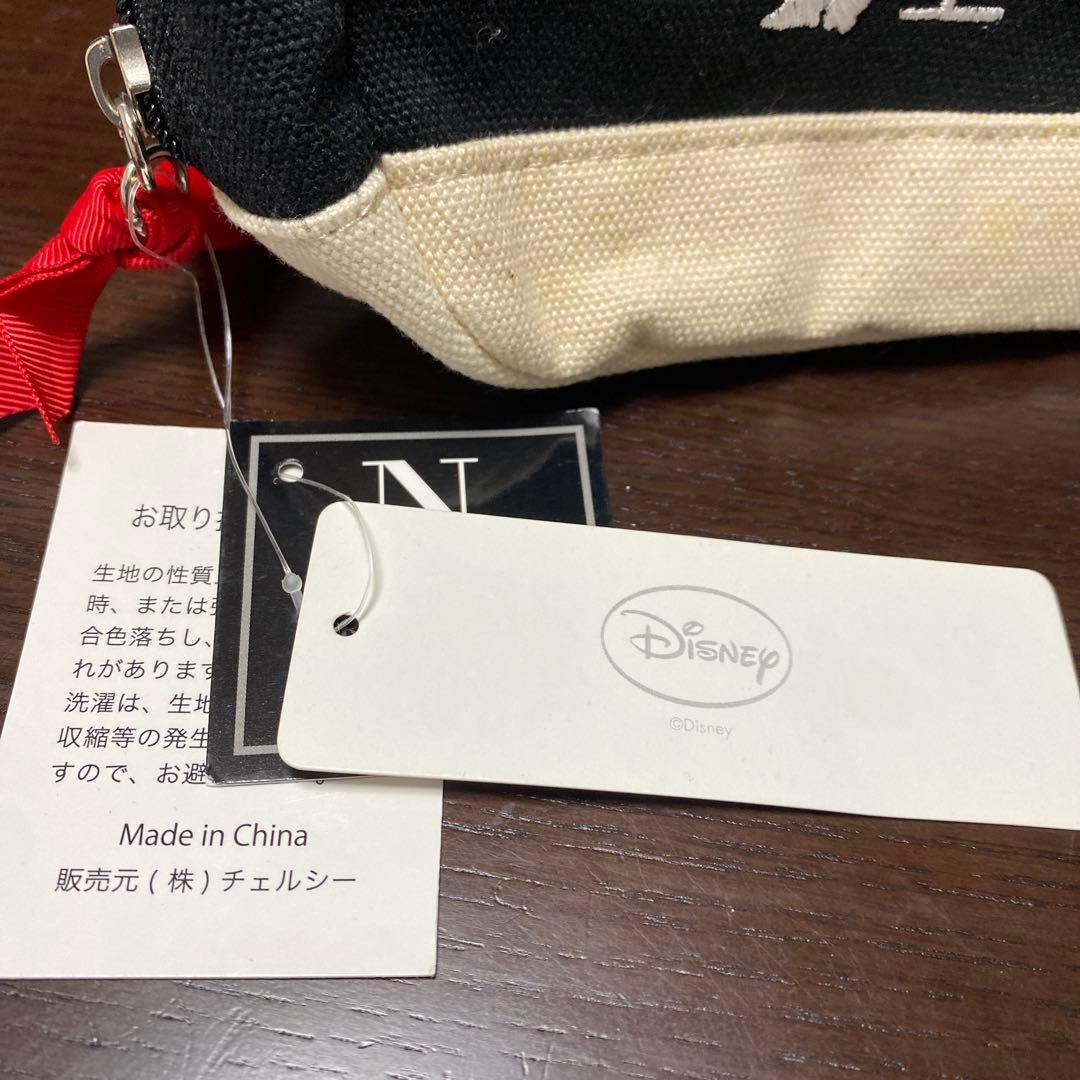 お取り
生地の性質
時、または
合色落ちし、
れがあります
洗濯は、生地
収縮等の発生
すので、お避
。
Made in China
販売元 ( 株 ) チェルシー
N
Disney
©Disney